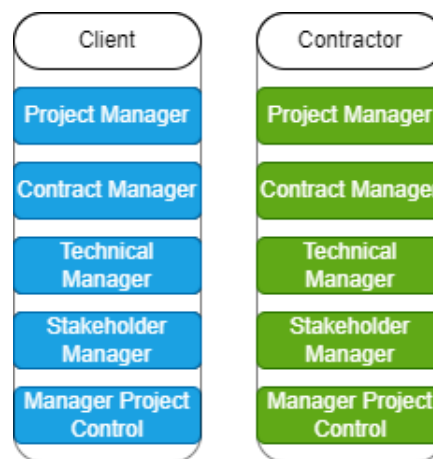 Client
Project Manager
Contract Manager
Technical
Manager
Stakeholder
Manager
Manager Project
Control
Contractor
Project Manager
Contract Manager
Technical
Manager
Stakeholder
Manager
Manager Project
Control